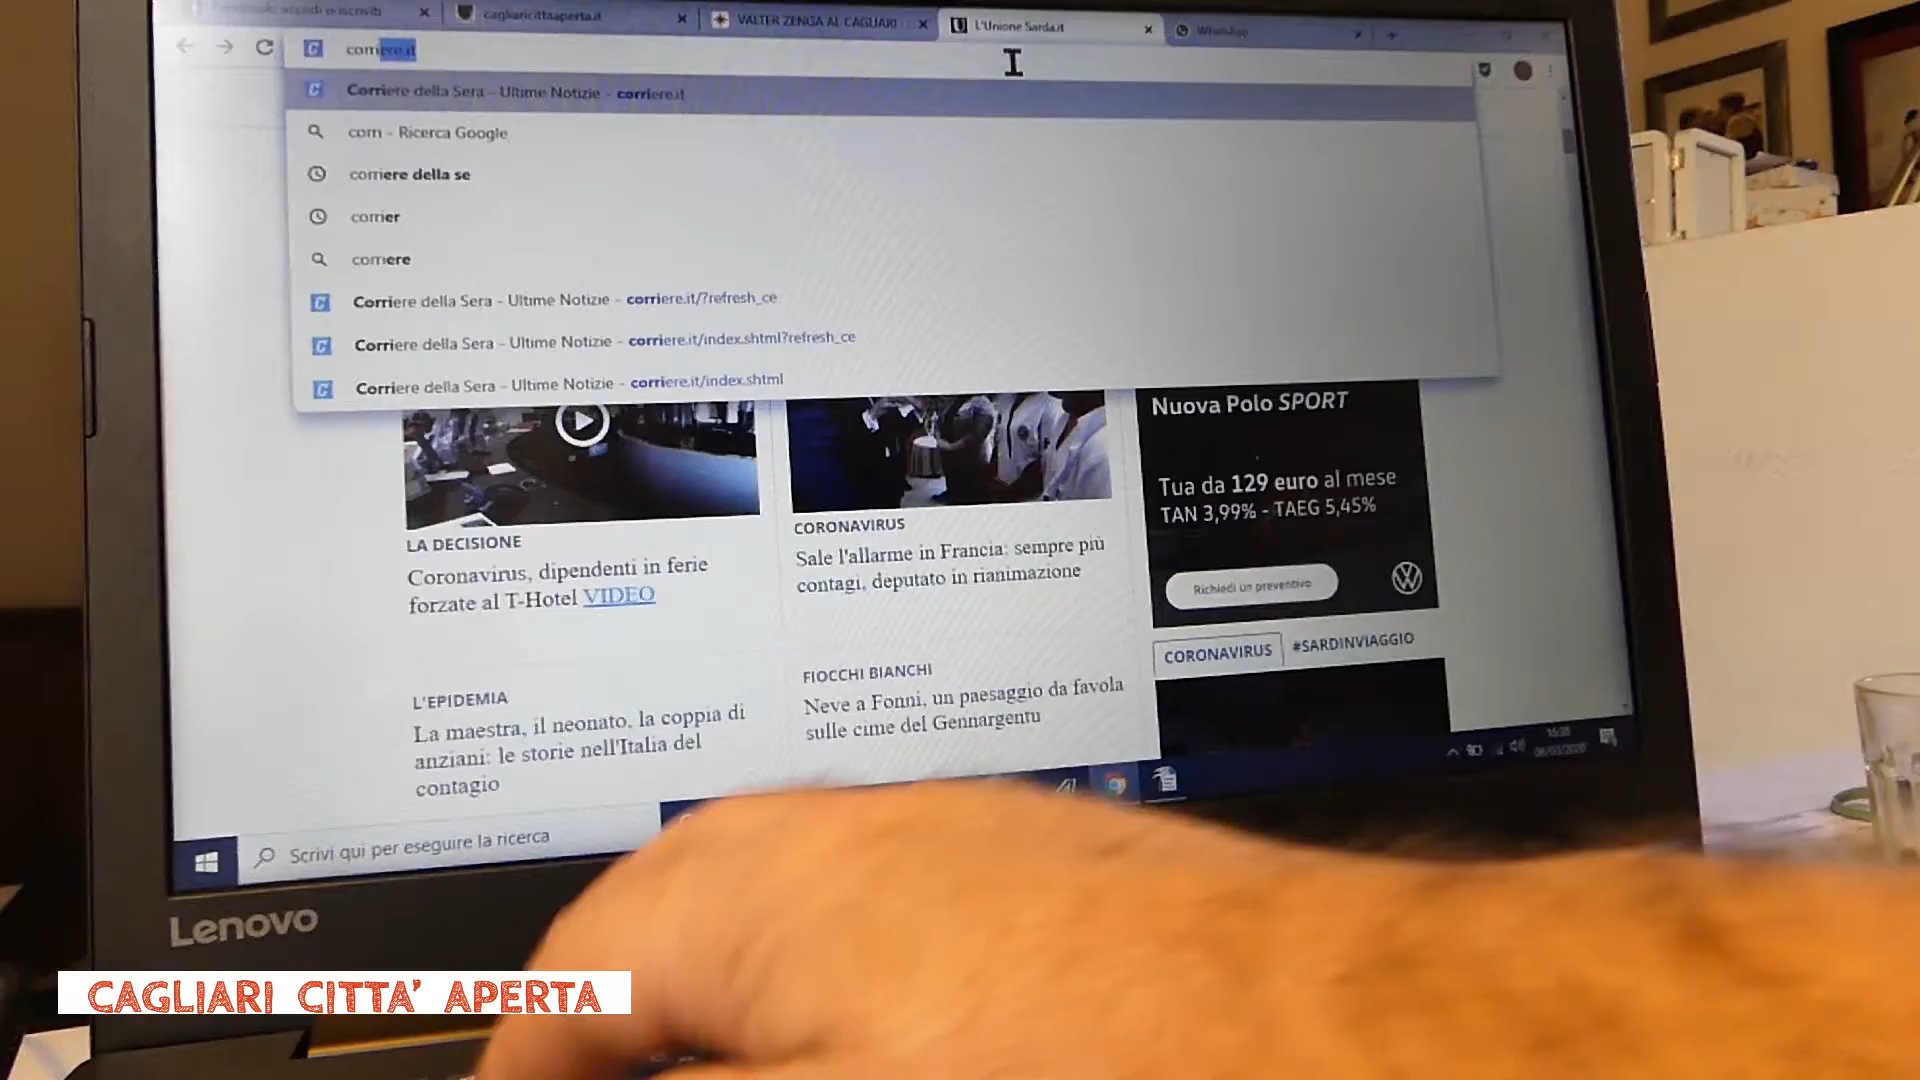 cagliaricittaaperta.it
VALTER ZENGA AL CAGLIARI
L'Unione Sarda.it
WhatsApp
corriere.it
Corriere della Sera - Ultime Notizie - corriere.it
corri - Ricerca Google
corriere della se
corrier
corriere
Corriere della Sera - Ultime Notizie - corriere.it/?refresh_ce
Corriere della Sera - Ultime Notizie - corriere.it/index.shtml?refresh_ce
Corriere della Sera - Ultime Notizie - corriere.it/index.shtml
LA DECISIONE
Coronavirus, dipendenti in ferie
forzate al T-Hotel VIDEO
L'EPIDEMIA
La maestra, il neonato, la coppia di
anziani: le storie nell'Italia del
contagio
CORONAVIRUS
Sale l'allarme in Francia: sempre più
contagi, deputato in rianimazione
FIOCCHI BIANCHI
Neve a Fonni, un paesaggio da favola
sulle cime del Gennargentu
Nuova Polo SPORT
Tua da 129 euro al mese
TAN 3,99% - TAEG 5,45%
Richiedi un preventivo
CORONAVIRUS #SARDINVIAGGIO
Scrivi qui per eseguire la ricerca
Lenovo
CAGLIARI CITTA' APERTA